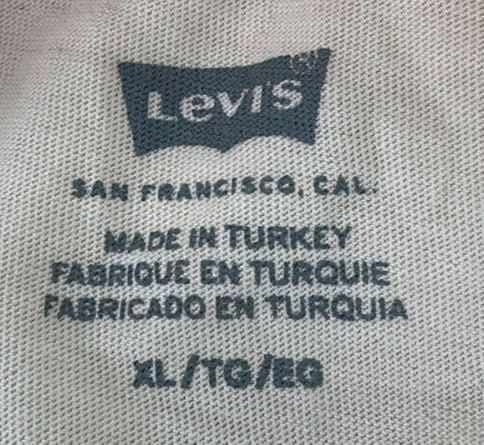 Levi's
SAN FRANCISCO, CAL.
MADE IN TURKEY
FABRIQUE EN TURQUIE
FABRICADO EN TURQUIA
XL/TG/EG